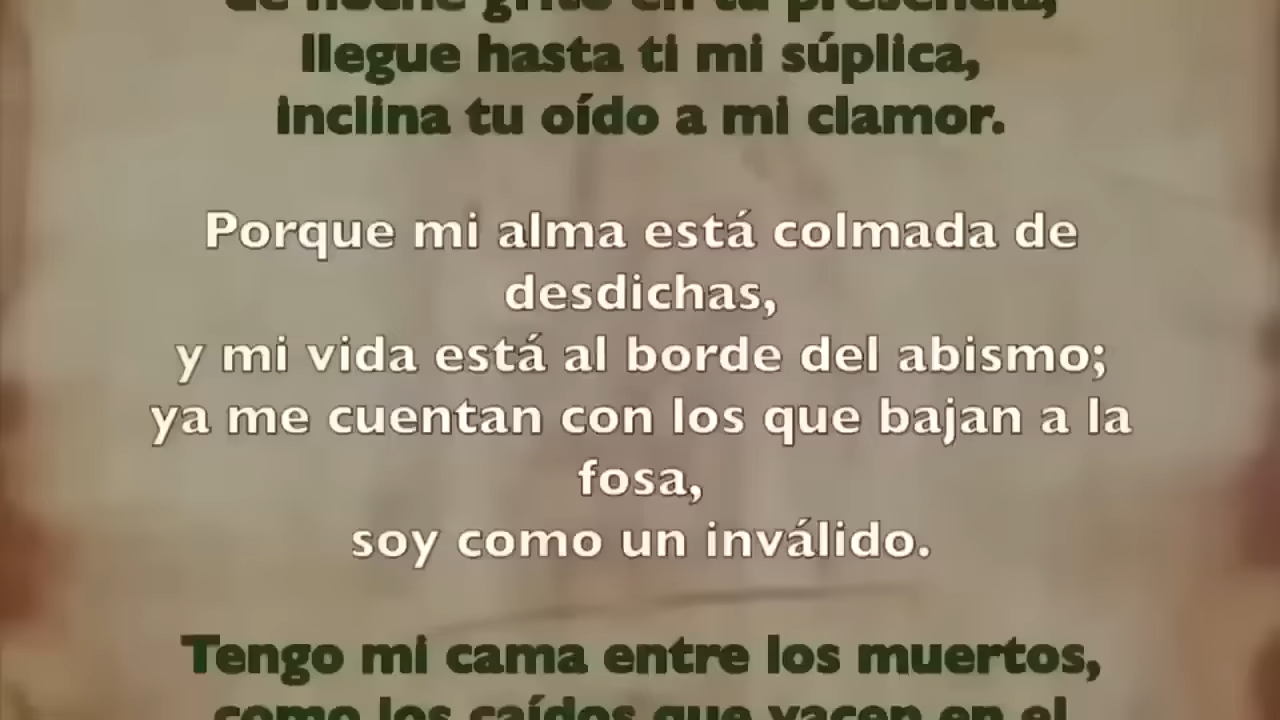 de noche grito en tu presencia,
llegue hasta ti mi súplica,
inclina tu oído a mi clamor.
Porque mi alma está colmada de
desdichas,
y mi vida está al borde del abismo;
ya me cuentan con los que bajan a la
fosa,
soy como un inválido.
Tengo mi cama entre los muertos,
como los caídos que yacen en el